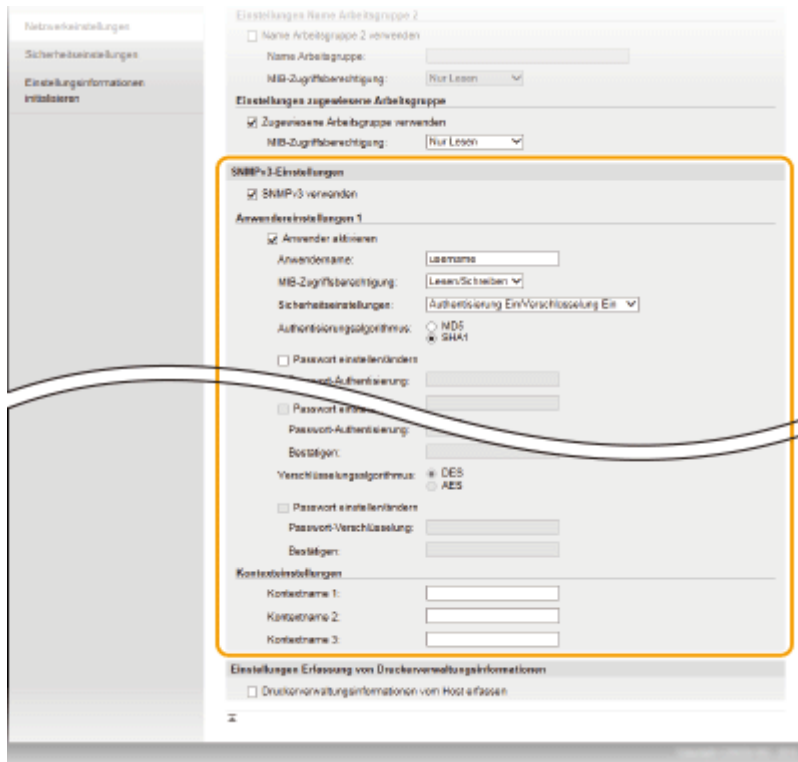 Netzwerkeinstellungen
Sicherheitseinstellungen
Einstellungsinformationen
initialisieren
Einstellungen Name Arbeitsgruppe 2
Name Arbeitsgruppe 2 verwenden
Name Arbeitsgruppe:
MIB-Zugriffsberechtigung: Nur Lesen
Einstellungen zugewiesene Arbeitsgruppe
Zugewiesene Arbeitsgruppe verwenden
MIB-Zugriffsberechtigung: Nur Lesen
SNMPv3-Einstellungen
SNMPv3 verwenden
Anwendereinstellungen 1
Anwender aktivieren
Anwendername: username
MIB-Zugriffsberechtigung: Lesen/Schreiben
Sicherheitseinstellungen: Authentisierung Ein/Verschlüsselung Ein
Authentisierungsalgorithmus: MD5
SHA1
Passwort einstellen/ändern
Passwort-Authentisierung:
Passwort einstel
Passwort-Authentisierung:
Bestätigen:
Verschlüsselungsalgorithmus: DES
AES
Passwort einstellen/ändern
Passwort-Verschlüsselung:
Bestätigen:
Kontexteinstellungen
Kontextname 1:
Kontextname 2:
Kontextname 3:
Einstellungen Erfassung von Druckerverwaltungsinformationen
Druckerverwaltungsinformationen vom Host erfassen